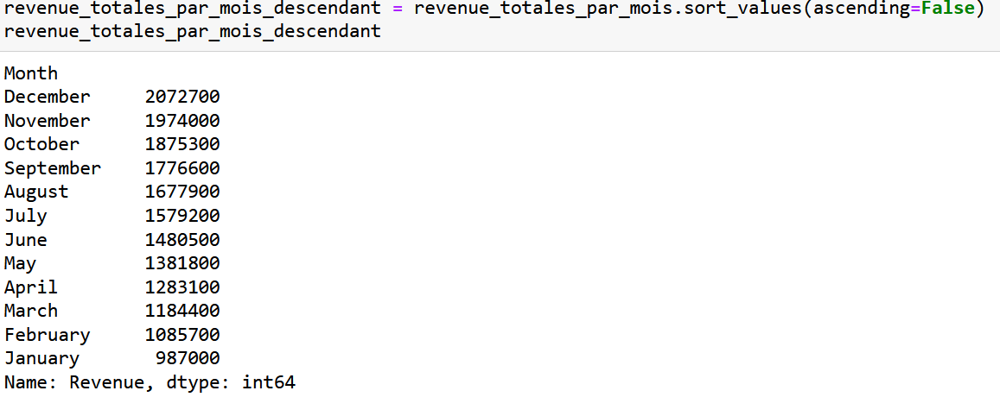 revenue_totales_par_mois_descendant = revenue_totales_par_mois.sort_values(ascending=False)
revenue_totales_par_mois_descendant
Month
December     2072700
November     1974000
October      1875300
September    1776600
August       1677900
July         1579200
June         1480500
May          1381800
April        1283100
March        1184400
February     1085700
January       987000
Name: Revenue, dtype: int64